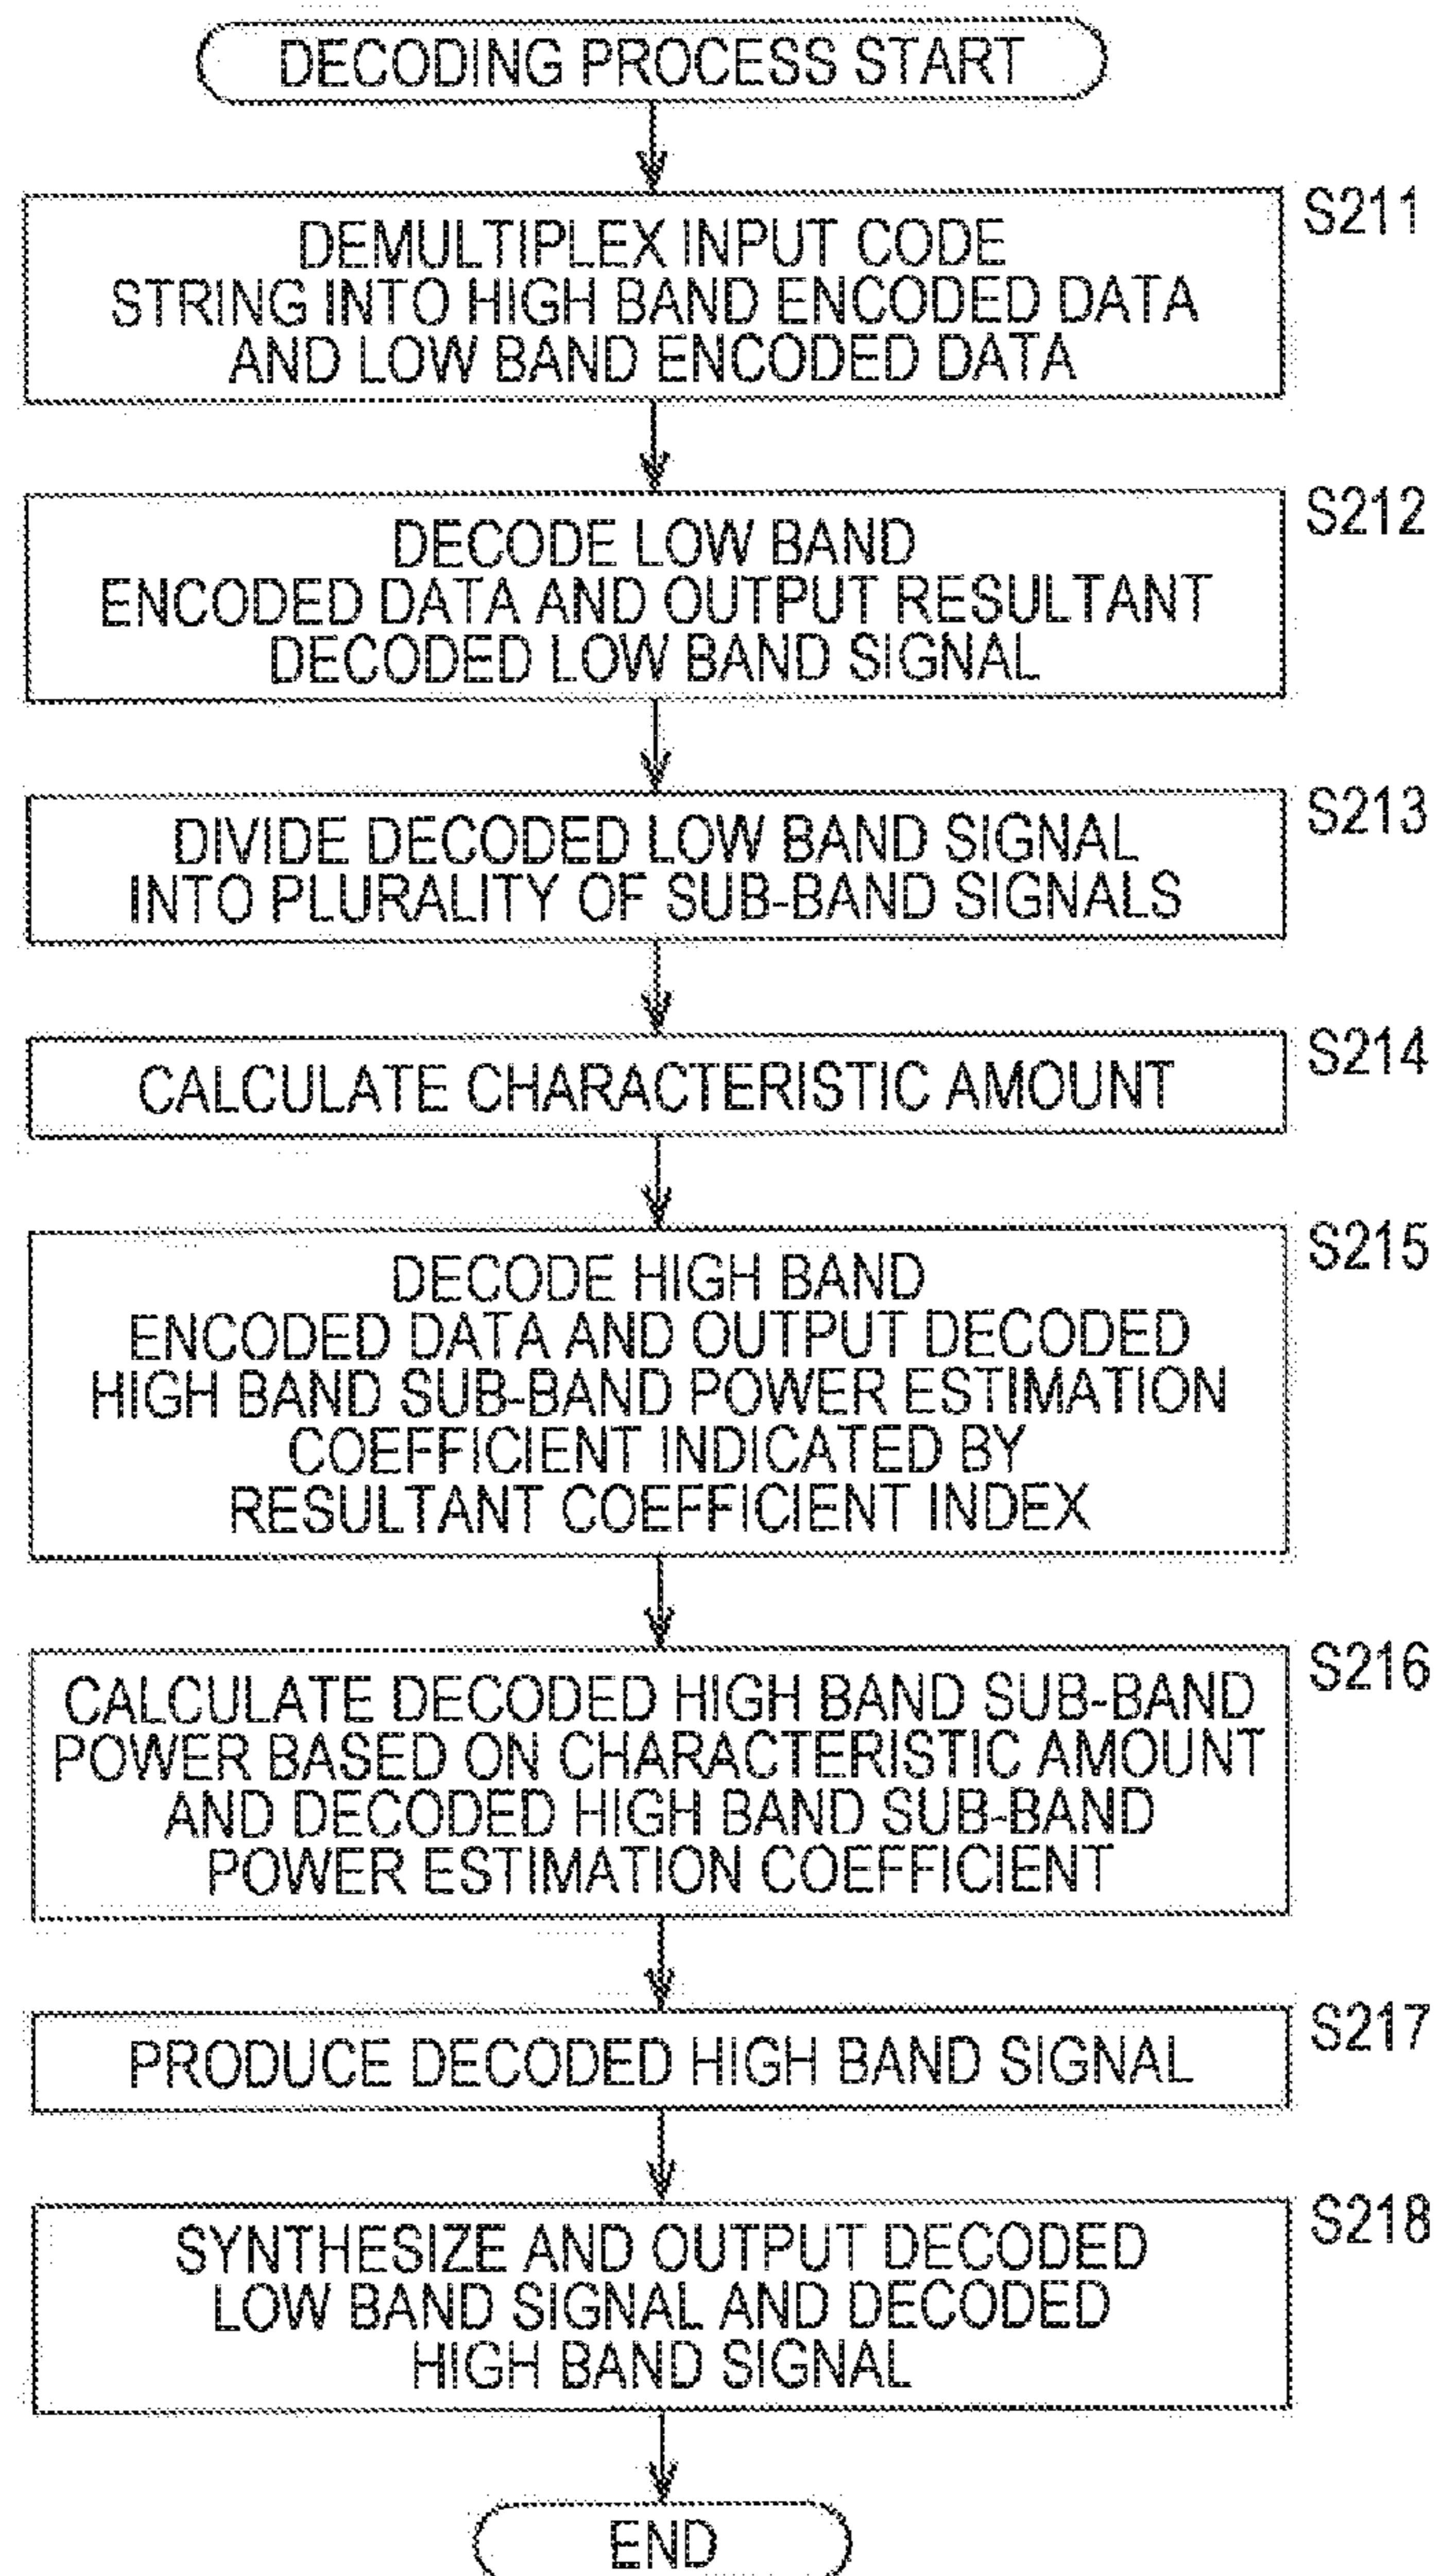 DECODING PROCESS START
S211
DEMULTIPLEX INPUT CODE
STRING INTO HIGH BAND ENCODED DATA
AND LOW BAND ENCODED DATA
S212
DECODE LOW BAND
ENCODED DATA AND OUTPUT RESULTANT
DECODED LOW BAND SIGNAL
S213
DIVIDE DECODED LOW BAND SIGNAL
INTO PLURALITY OF SUB-BAND SIGNALS
S214
CALCULATE CHARACTERISTIC AMOUNT
S215
DECODE HIGH BAND
ENCODED DATA AND OUTPUT DECODED
HIGH BAND SUB-BAND POWER ESTIMATION
COEFFICIENT INDICATED BY
RESULTANT COEFFICIENT INDEX
S216
CALCULATE DECODED HIGH BAND SUB-BAND
POWER BASED ON CHARACTERISTIC AMOUNT
AND DECODED HIGH BAND SUB-BAND
POWER ESTIMATION COEFFICIENT
S217
PRODUCE DECODED HIGH BAND SIGNAL
S218
SYNTHESIZE AND OUTPUT DECODED
LOW BAND SIGNAL AND DECODED
HIGH BAND SIGNAL
END